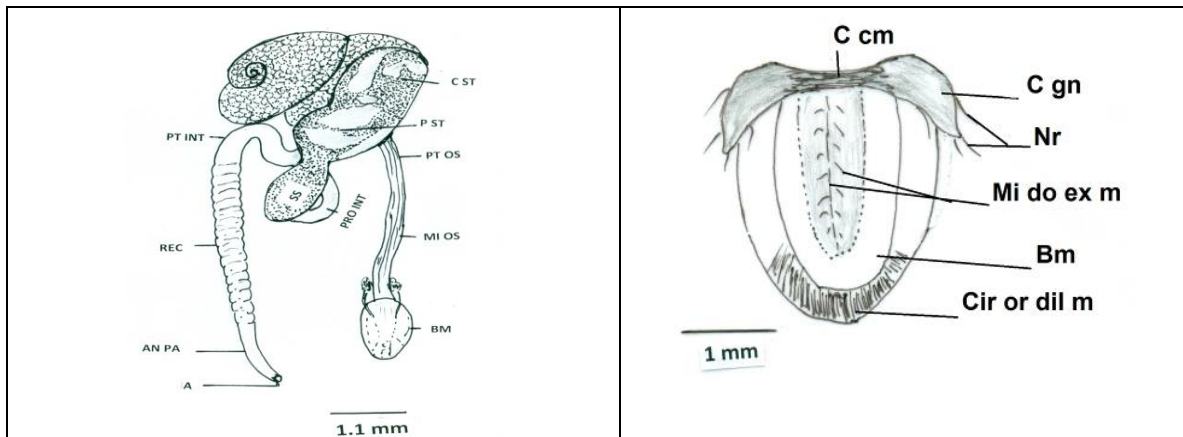 C ST
P ST
PT INT
PT OS
SS
PRO INT
MI OS
REC
BM
AN PA
A
1.1 mm
C cm
C gn
Nr
Mi do ex m
Bm
Cir or dil m
1 mm